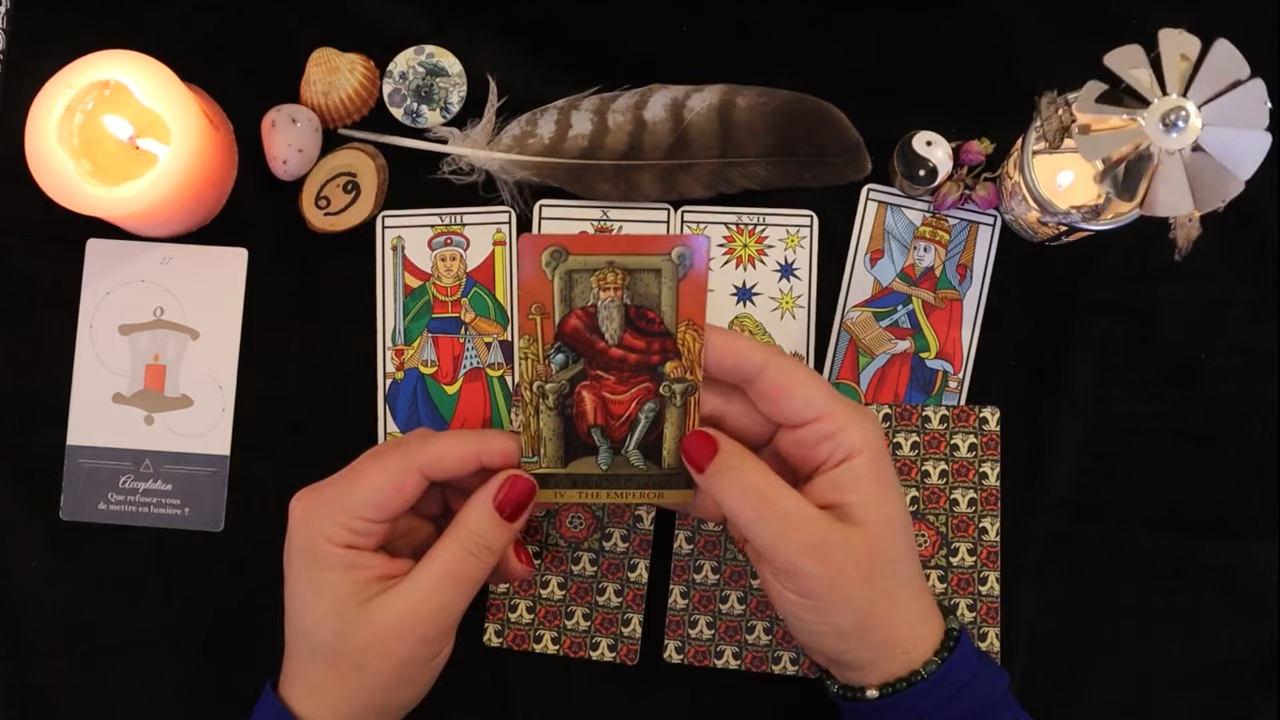 VIII
X
XVII
IV - THE EMPEROR
27
Acceptation
Que refusez-vous
de mettre en lumière ?